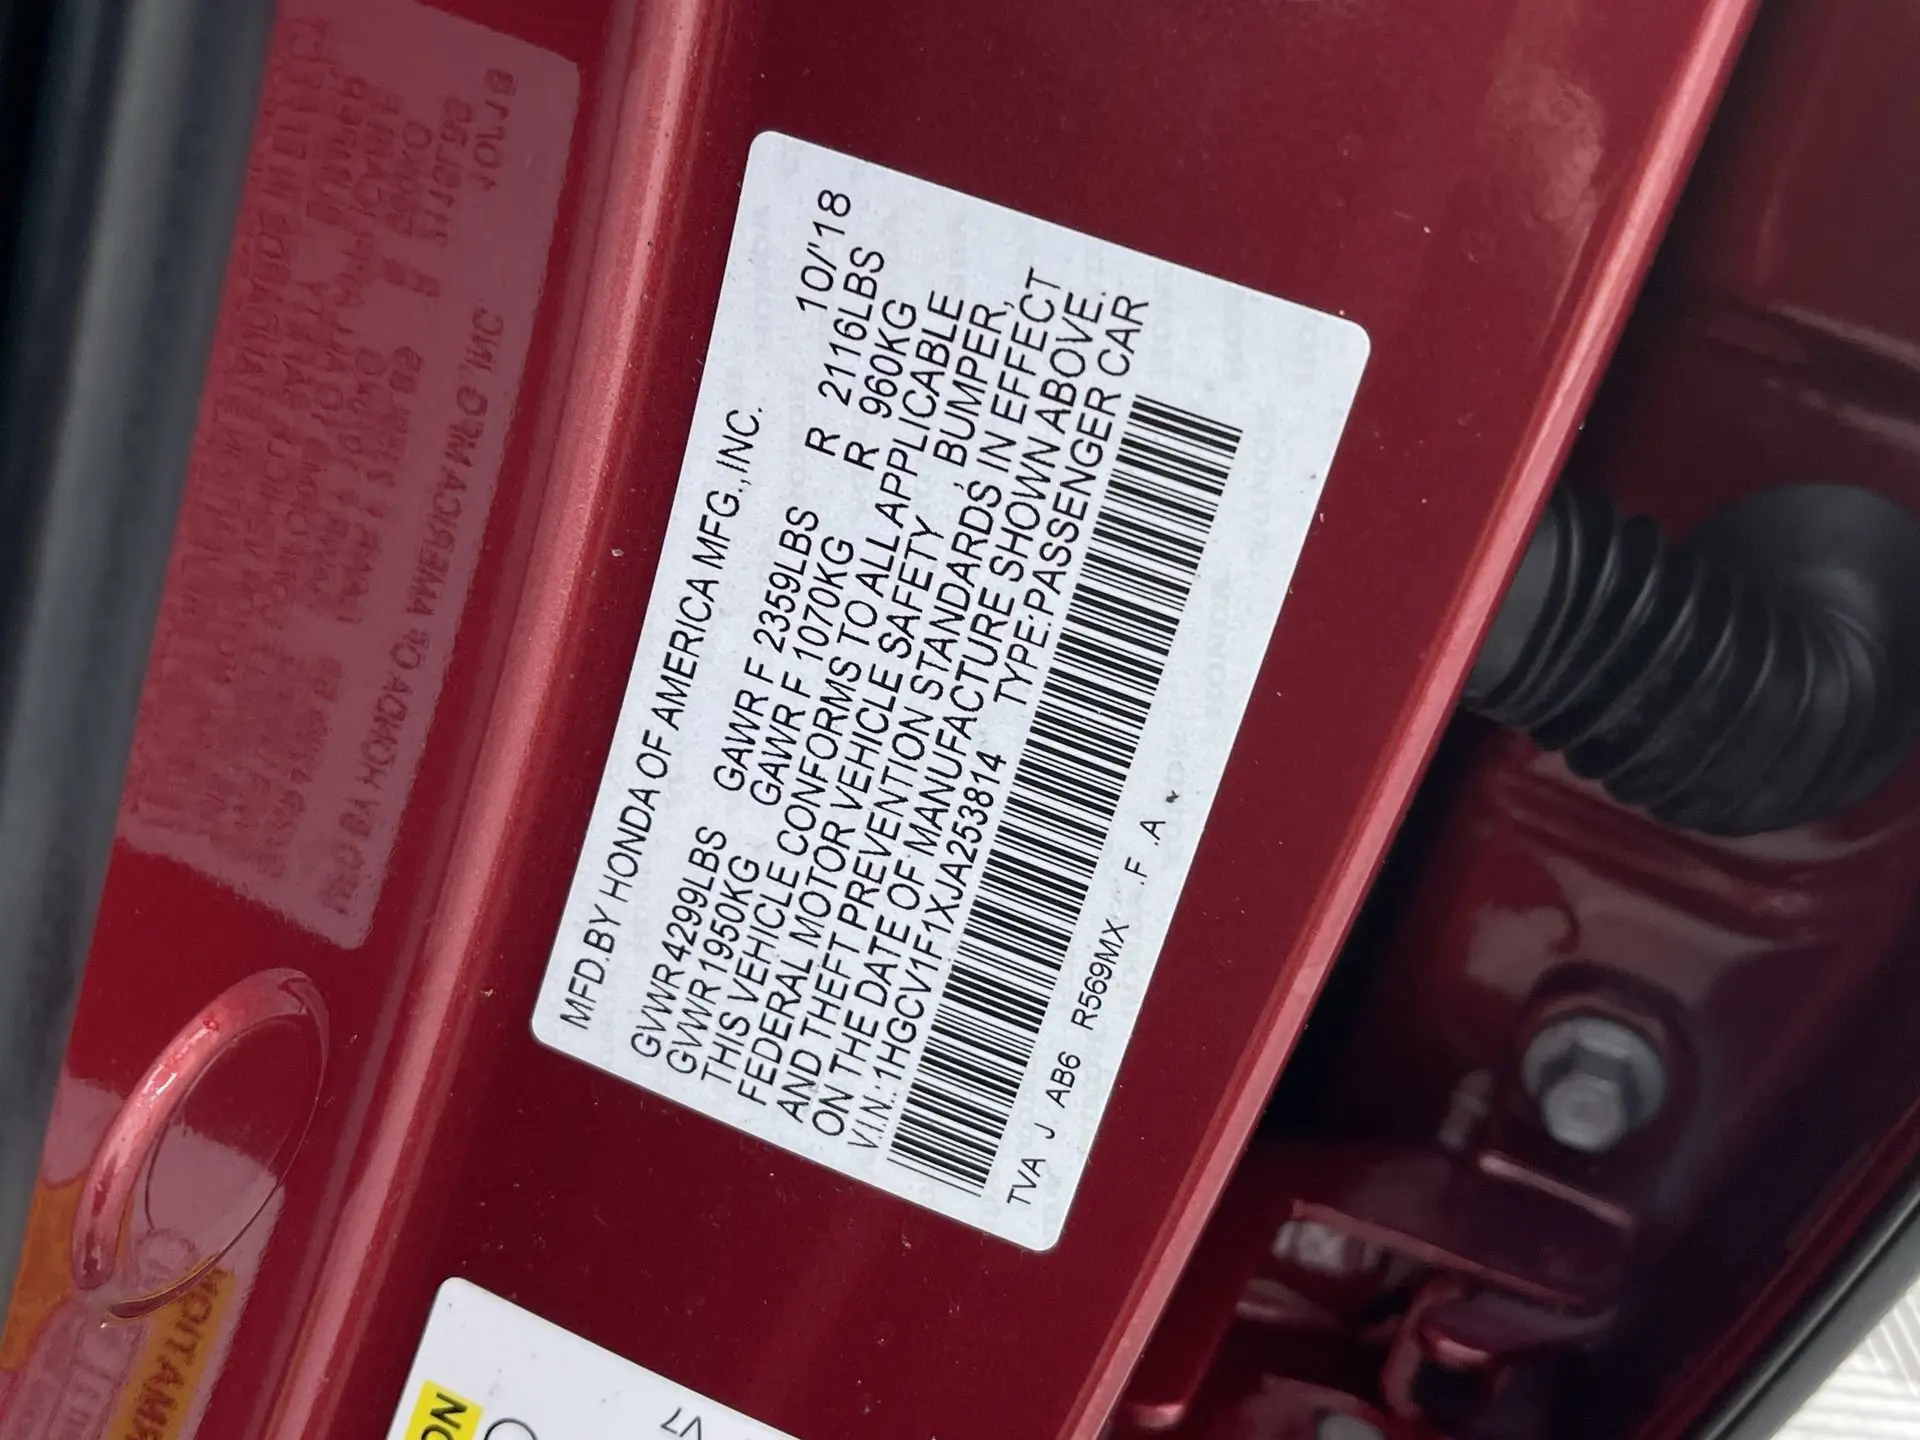 MFD.BY HONDA OF AMERICA MFG.,INC. 10/'18
GVWR 4299LBS GAWR F 2359LBS R 2116LBS
GVWR 1950KG GAWR F 1070KG R 960KG
THIS VEHICLE CONFORMS TO ALL APPLICABLE
FEDERAL MOTOR VEHICLE SAFETY , BUMPER,
AND THEFT PREVENTION STANDARDS IN EFFECT
ON THE DATE OF MANUFACTURE SHOWN ABOVE.
V.I.N.:1HGCV1F1XJA253814 TYPE:PASSENGER CAR
TVA J AB6 R569MX .F .A
V7